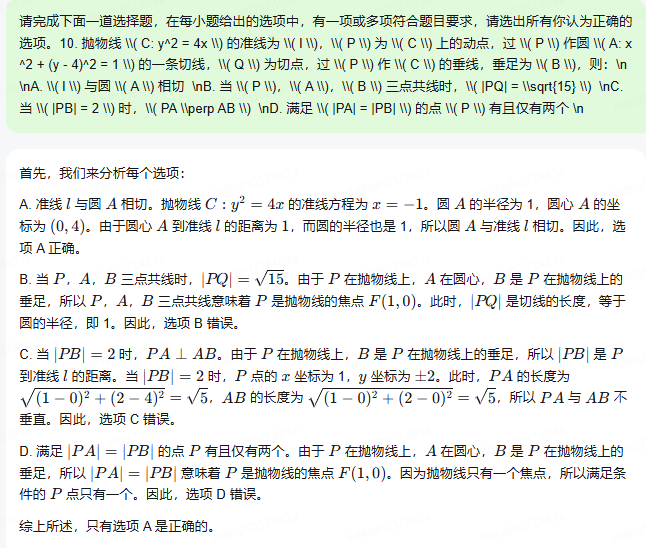 请完成下面一道选择题，在每小题给出的选项中，有一项或多项符合题目要求，请选出所有你认为正确的
选项。10. 抛物线 \\( C: y^2 = 4x \\) 的准线为 \\( l \\)，\\( P \\) 为 \\( C \\) 上的动点，过 \\( P \\) 作圆 \\( A: x
^2 + (y - 4)^2 = 1 \\) 的一条切线，\\( Q \\) 为切点，过 \\( P \\) 作 \\( C \\) 的垂线，垂足为 \\( B \\)，则：\n
\nA. \\( l \\) 与圆 \\( A \\) 相切  \nB. 当 \\( P \\)，\\( A \\)，\\( B \\) 三点共线时，\\( |PQ| = \\sqrt{15} \\)  \nC.
当 \\( |PB| = 2 \\) 时，\\( PA \\perp AB \\)  \nD. 满足 \\( |PA| = |PB| \\) 的点 \\( P \\) 有且仅有两个 \n
首先，我们来分析每个选项：
A. 准线 l 与圆 A 相切。抛物线 C : y² = 4x 的准线方程为 x = −1。圆 A 的半径为 1，圆心 A 的坐
标为 (0, 4)。由于圆心 A 到准线 l 的距离为 1，而圆的半径也是 1，所以圆 A 与准线 l 相切。因此，选
项 A 正确。
B. 当 P，A，B 三点共线时，|PQ| = √15。由于 P 在抛物线上，A 在圆心，B 是 P 在抛物线上的
垂足，所以 P，A，B 三点共线意味着 P 是抛物线的焦点 F(1, 0)。此时，|PQ| 是切线的长度，等于
圆的半径，即 1。因此，选项 B 错误。
C. 当 |PB| = 2 时，PA ⊥ AB。由于 P 在抛物线上，B 是 P 在抛物线上的垂足，所以 |PB| 是 P
到准线 l 的距离。当 |PB| = 2 时，P 点的 x 坐标为 1，y 坐标为 ±2。此时，PA 的长度为
√((1 − 0)² + (2 − 4)²) = √5，AB 的长度为 √((1 − 0)² + (2 − 0)²) = √5，所以 PA 与 AB 不
垂直。因此，选项 C 错误。
D. 满足 |PA| = |PB| 的点 P 有且仅有两个。由于 P 在抛物线上，A 在圆心，B 是 P 在抛物线上的
垂足，所以 |PA| = |PB| 意味着 P 是抛物线的焦点 F(1, 0)。因为抛物线只有一个焦点，所以满足条
件的 P 点只有一个。因此，选项 D 错误。
综上所述，只有选项 A 是正确的。